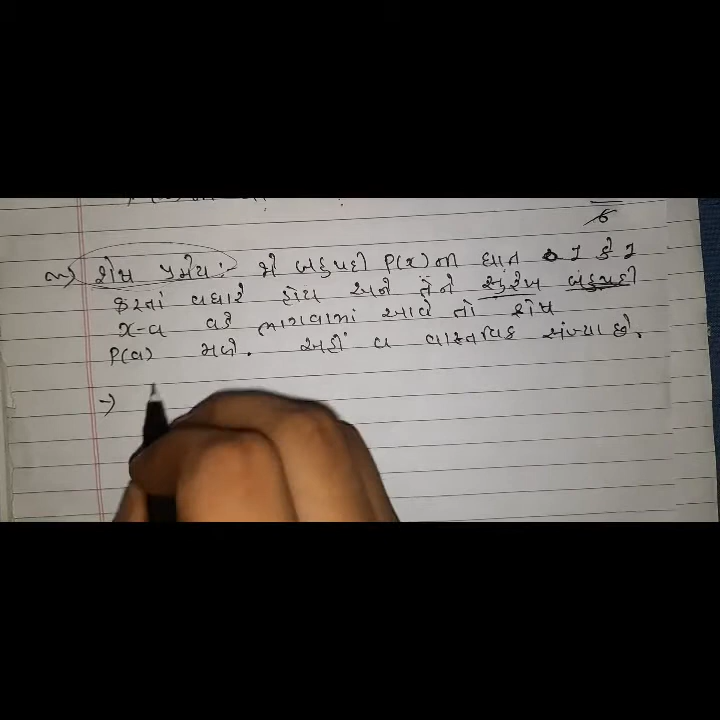 શેષ પ્રમેય :- જો બહુપદી P(x) ની ઘાત 1 કે 1
કરતાં વધારે હોય અને તેને સુરેખ બહુપદી
x-a વડે ભાગવામાં આવે તો શેષ
P(a) મળે. અહીં a વાસ્તવિક સંખ્યા છે.
→